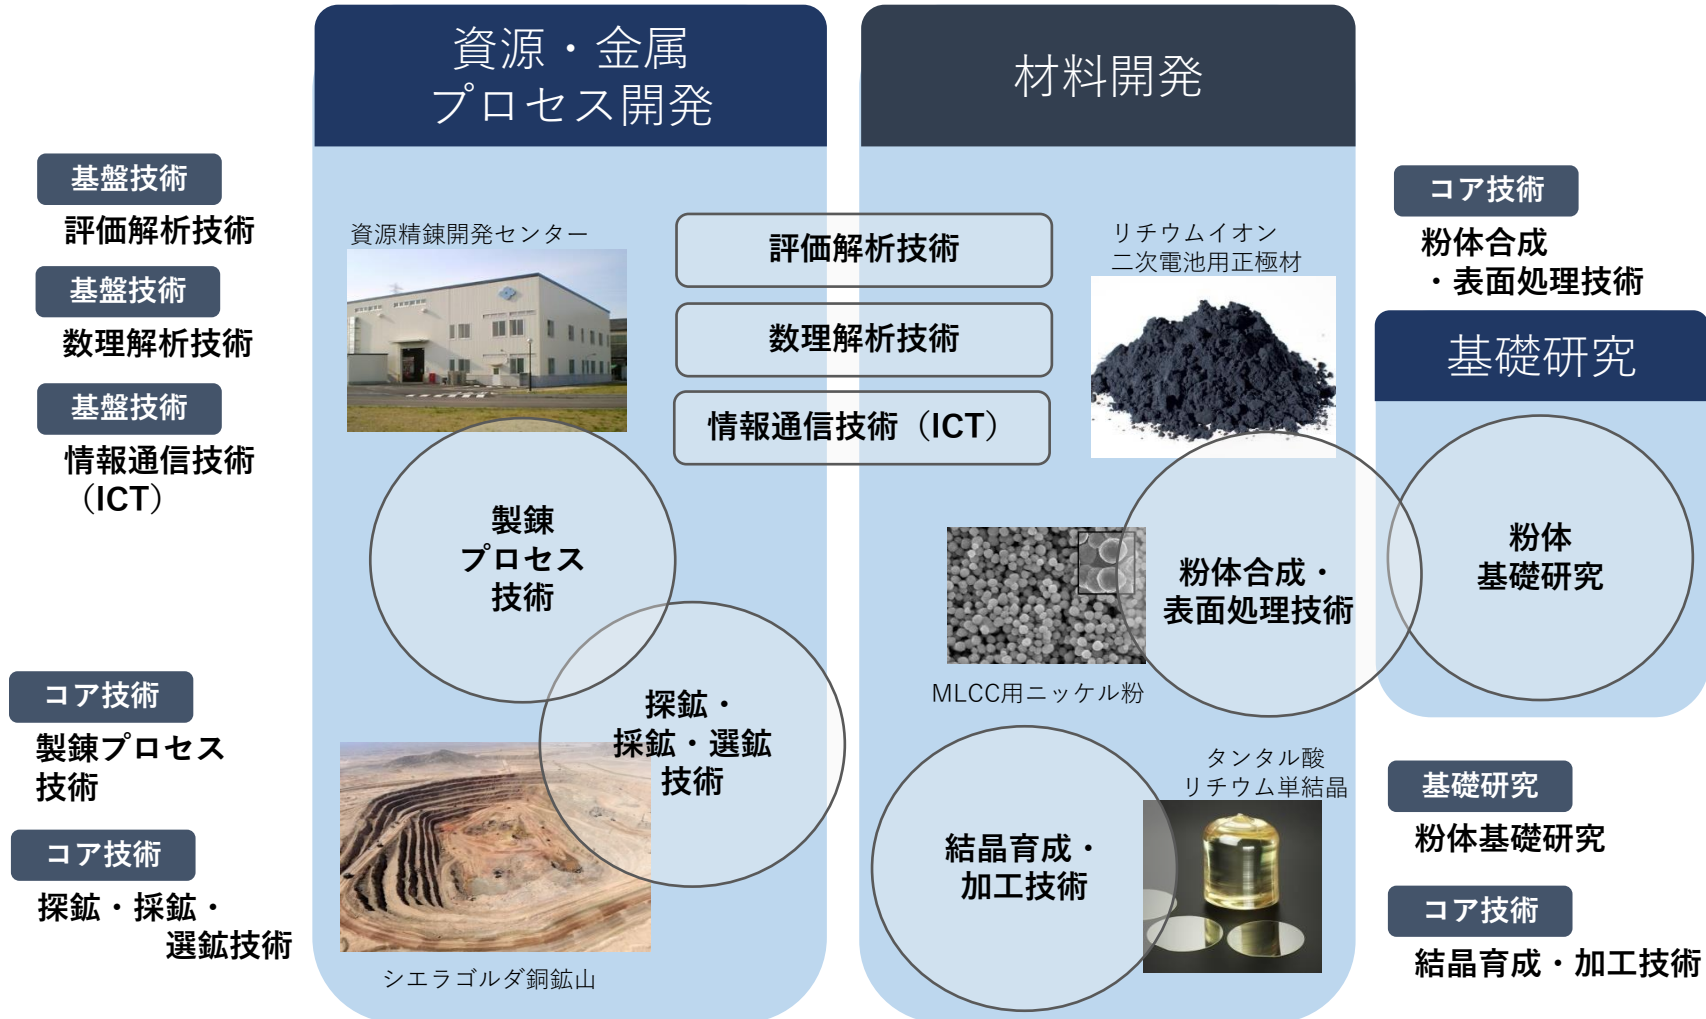 資源・金属
プロセス開発
材料開発
基盤技術
評価解析技術
基盤技術
数理解析技術
基盤技術
情報通信技術
（ICT）
コア技術
製錬プロセス
技術
コア技術
探鉱・採鉱・
選鉱技術
資源精錬開発センター
製錬
プロセス
技術
探鉱・
採鉱・選鉱
技術
シエラゴルダ銅鉱山
評価解析技術
数理解析技術
情報通信技術（ICT）
リチウムイオン
二次電池用正極材
粉体合成・
表面処理技術
MLCC用ニッケル粉
タンタル酸
リチウム単結晶
結晶育成・
加工技術
コア技術
粉体合成
・表面処理技術
基礎研究
粉体
基礎研究
基礎研究
粉体基礎研究
コア技術
結晶育成・加工技術